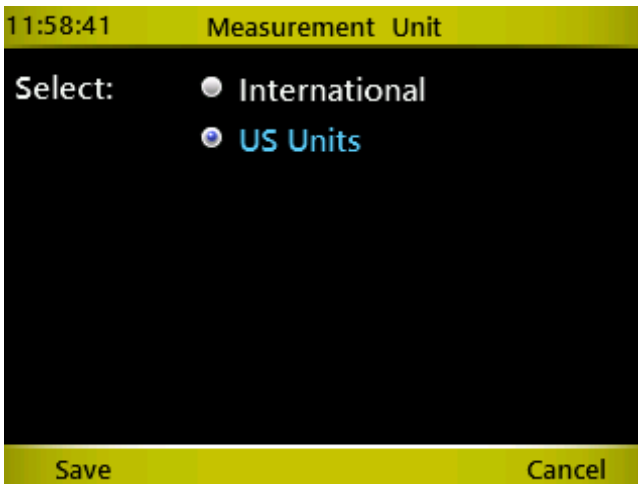 11:58:41 Measurement Unit
Select: International
US Units
Save Cancel